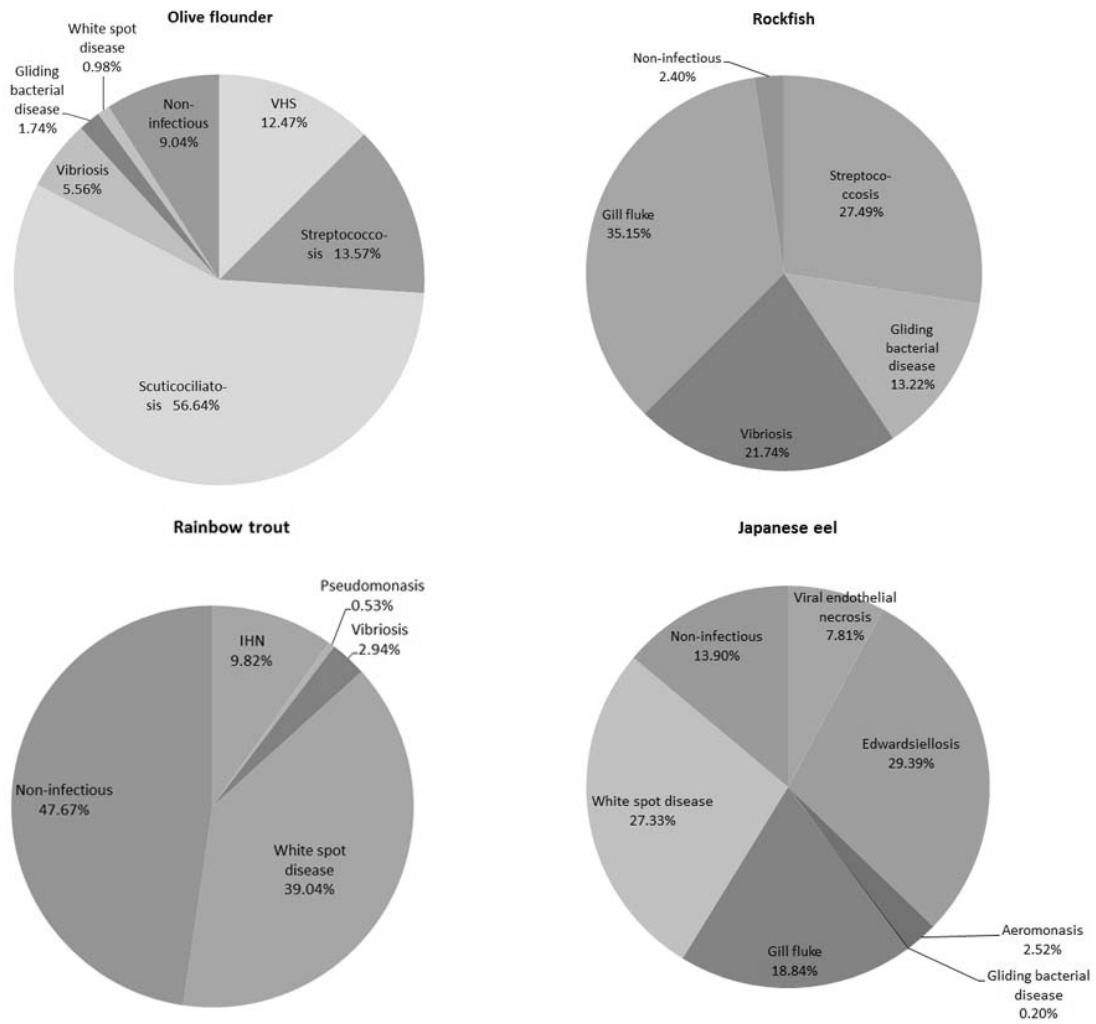 Olive flounder
White spot
disease
0.98%
Gliding
bacterial
disease
1.74%
Non-
infectious
9.04%
VHS
12.47%
Vibriosis
5.56%
Streptococco-
sis 13.57%
Scuticociliato-
sis 56.64%
Rockfish
Non-infectious
2.40%
Streptoco-
ccosis
27.49%
Gill fluke
35.15%
Gliding
bacterial
disease
13.22%
Vibriosis
21.74%
Rainbow trout
Pseudomonasis
0.53%
Vibriosis
2.94%
IHN
9.82%
Non-infectious
47.67%
White spot
disease
39.04%
Japanese eel
Viral endothelial
necrosis
7.81%
Non-infectious
13.90%
Edwardsiellosis
29.39%
White spot disease
27.33%
Aeromonasis
2.52%
Gill fluke
18.84%
Gliding bacterial
disease
0.20%